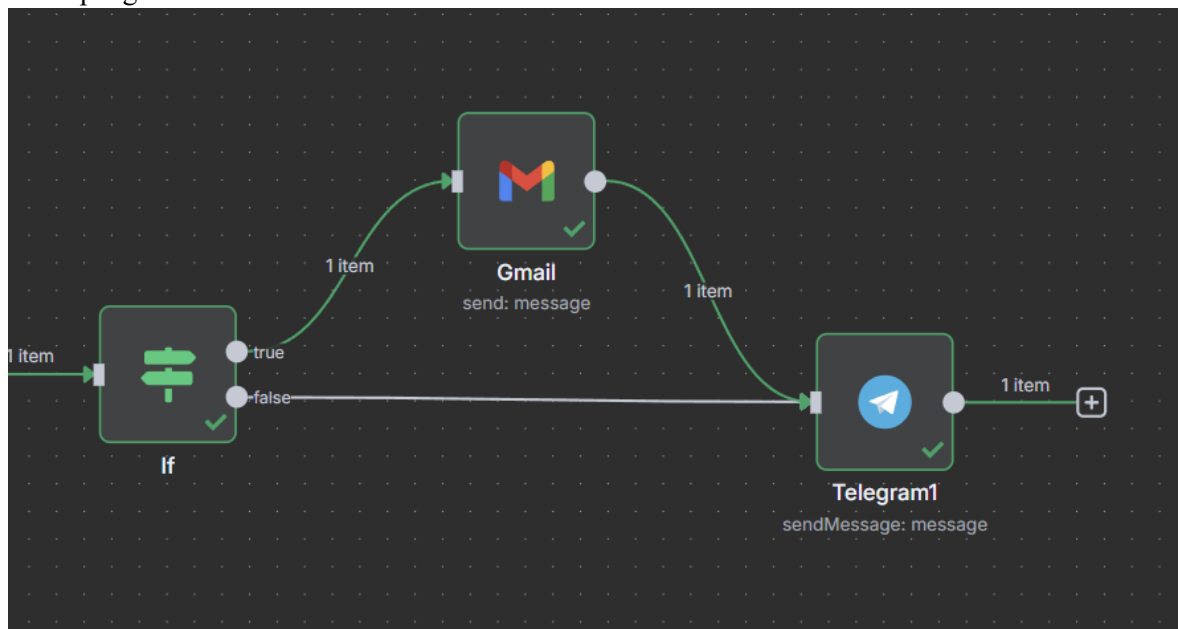 1 item
Gmail
send: message
1 item
1 item
true
false
If
1 item
Telegram1
sendMessage: message